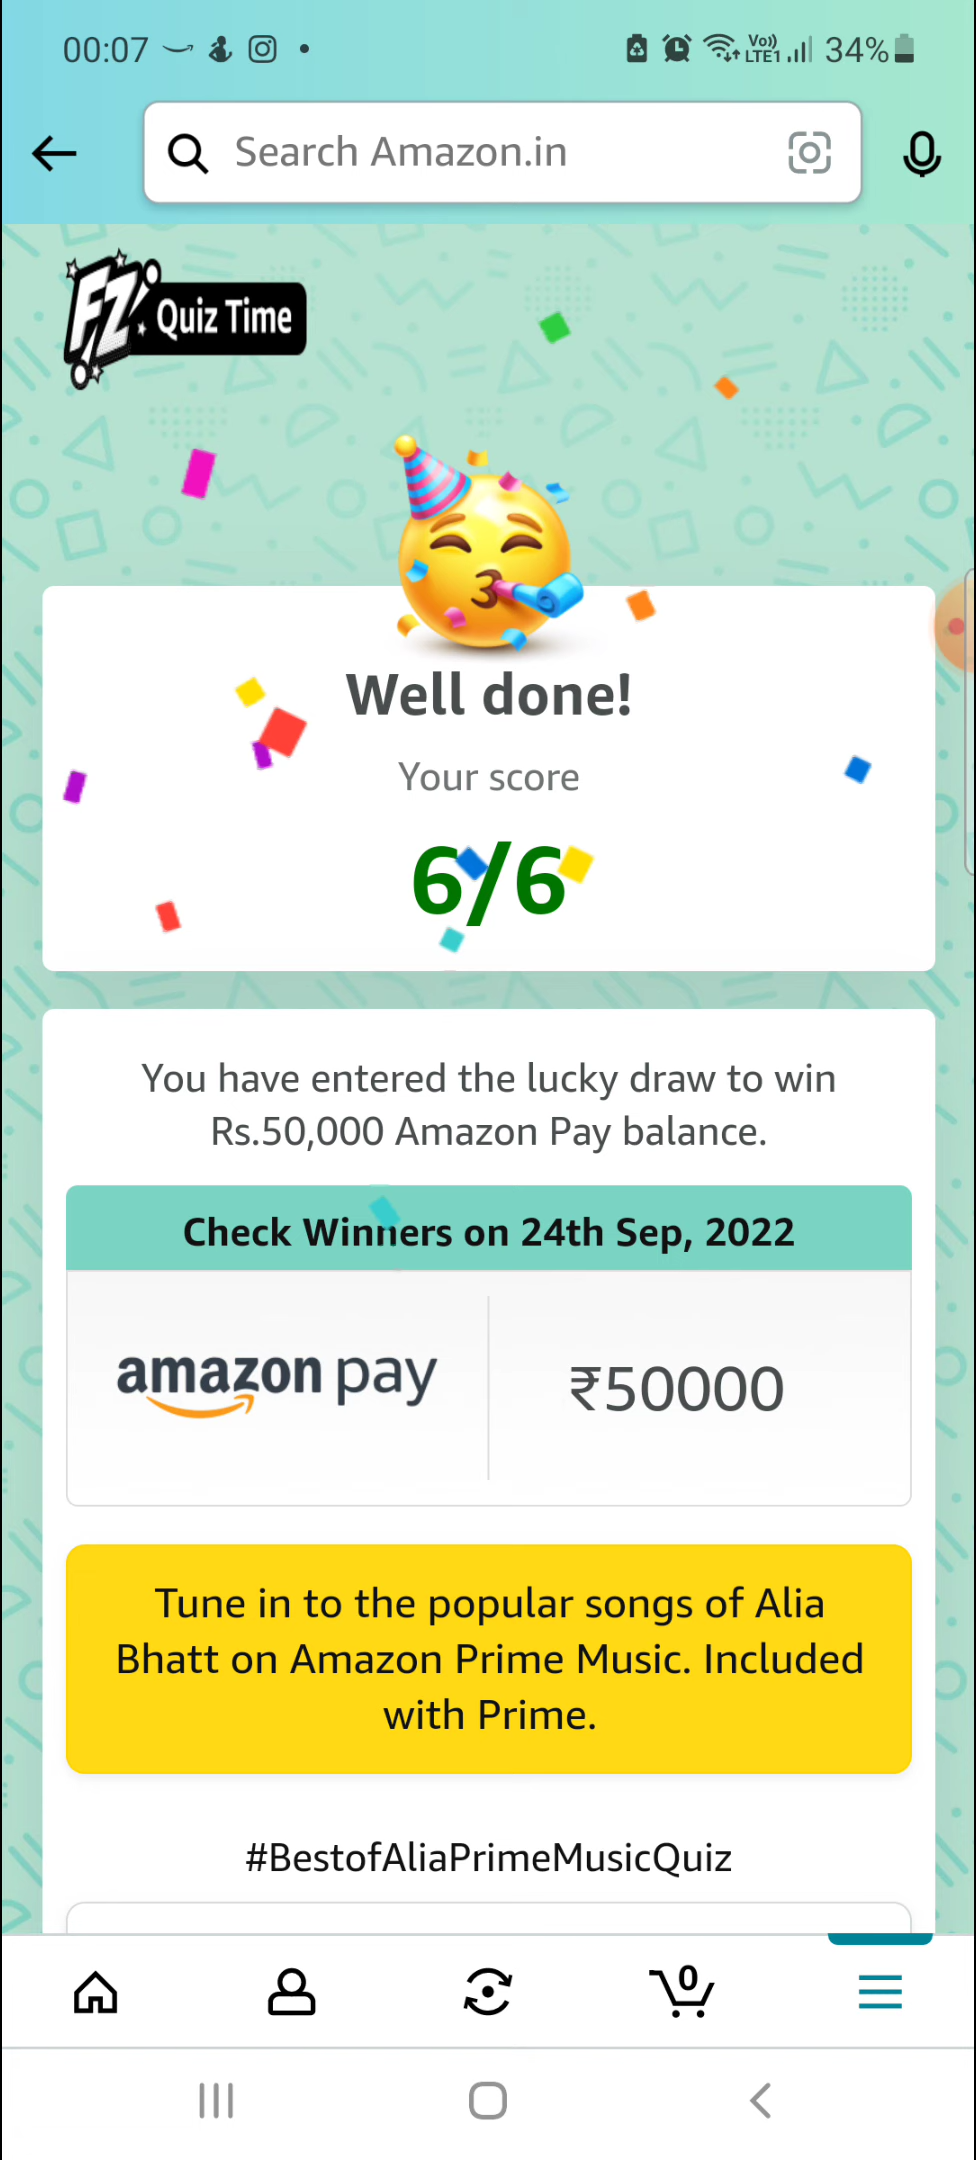 00:07
Vo)) LTE1 34%
Search Amazon.in
FZ Quiz Time
Well done!
Your score
6/6
You have entered the lucky draw to win
Rs.50,000 Amazon Pay balance.
Check Winners on 24th Sep, 2022
amazon pay
₹50000
Tune in to the popular songs of Alia
Bhatt on Amazon Prime Music. Included
with Prime.
#BestofAliaPrimeMusicQuiz
0